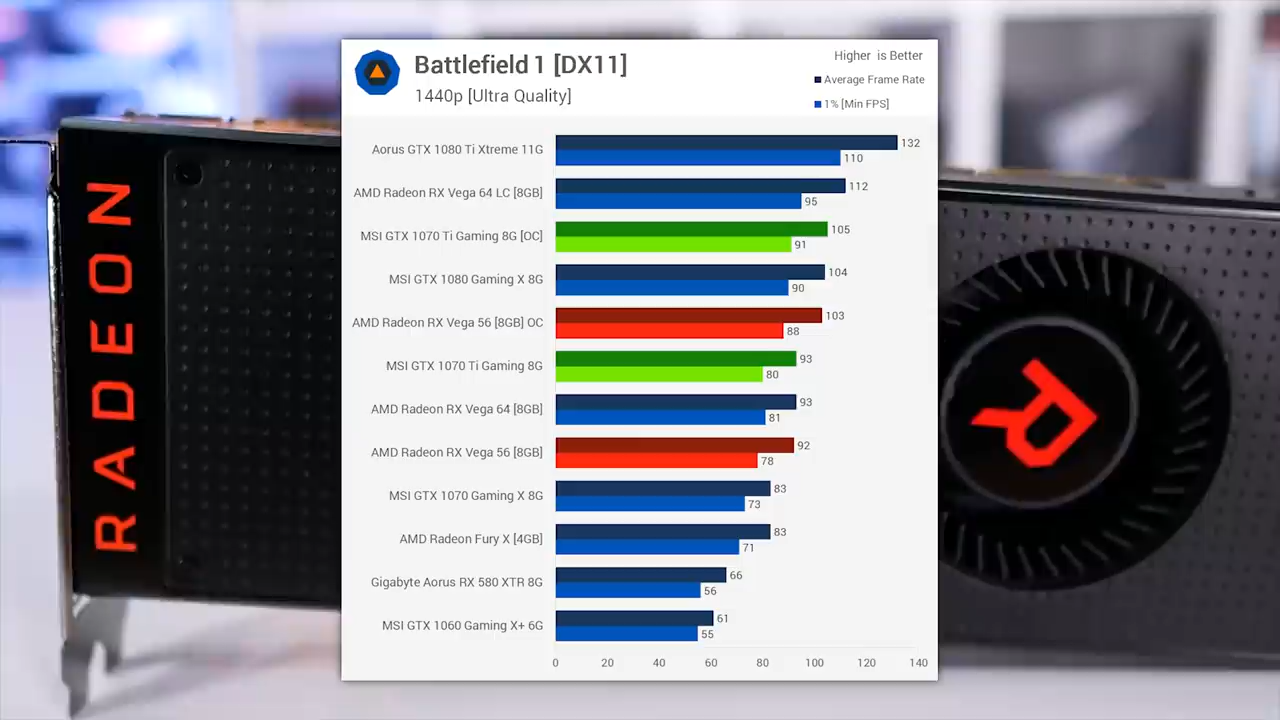 RADEON
Battlefield 1 [DX11]
1440p [Ultra Quality]
Higher is Better
Average Frame Rate
1% [Min FPS]
Aorus GTX 1080 Ti Xtreme 11G 132
110
AMD Radeon RX Vega 64 LC [8GB] 112
95
MSI GTX 1070 Ti Gaming 8G [OC] 105
91
MSI GTX 1080 Gaming X 8G 104
90
AMD Radeon RX Vega 56 [8GB] OC 103
88
MSI GTX 1070 Ti Gaming 8G 93
80
AMD Radeon RX Vega 64 [8GB] 93
81
AMD Radeon RX Vega 56 [8GB] 92
78
MSI GTX 1070 Gaming X 8G 83
73
AMD Radeon Fury X [4GB] 83
71
Gigabyte Aorus RX 580 XTR 8G 66
56
MSI GTX 1060 Gaming X+ 6G 61
55
0 20 40 60 80 100 120 140
R